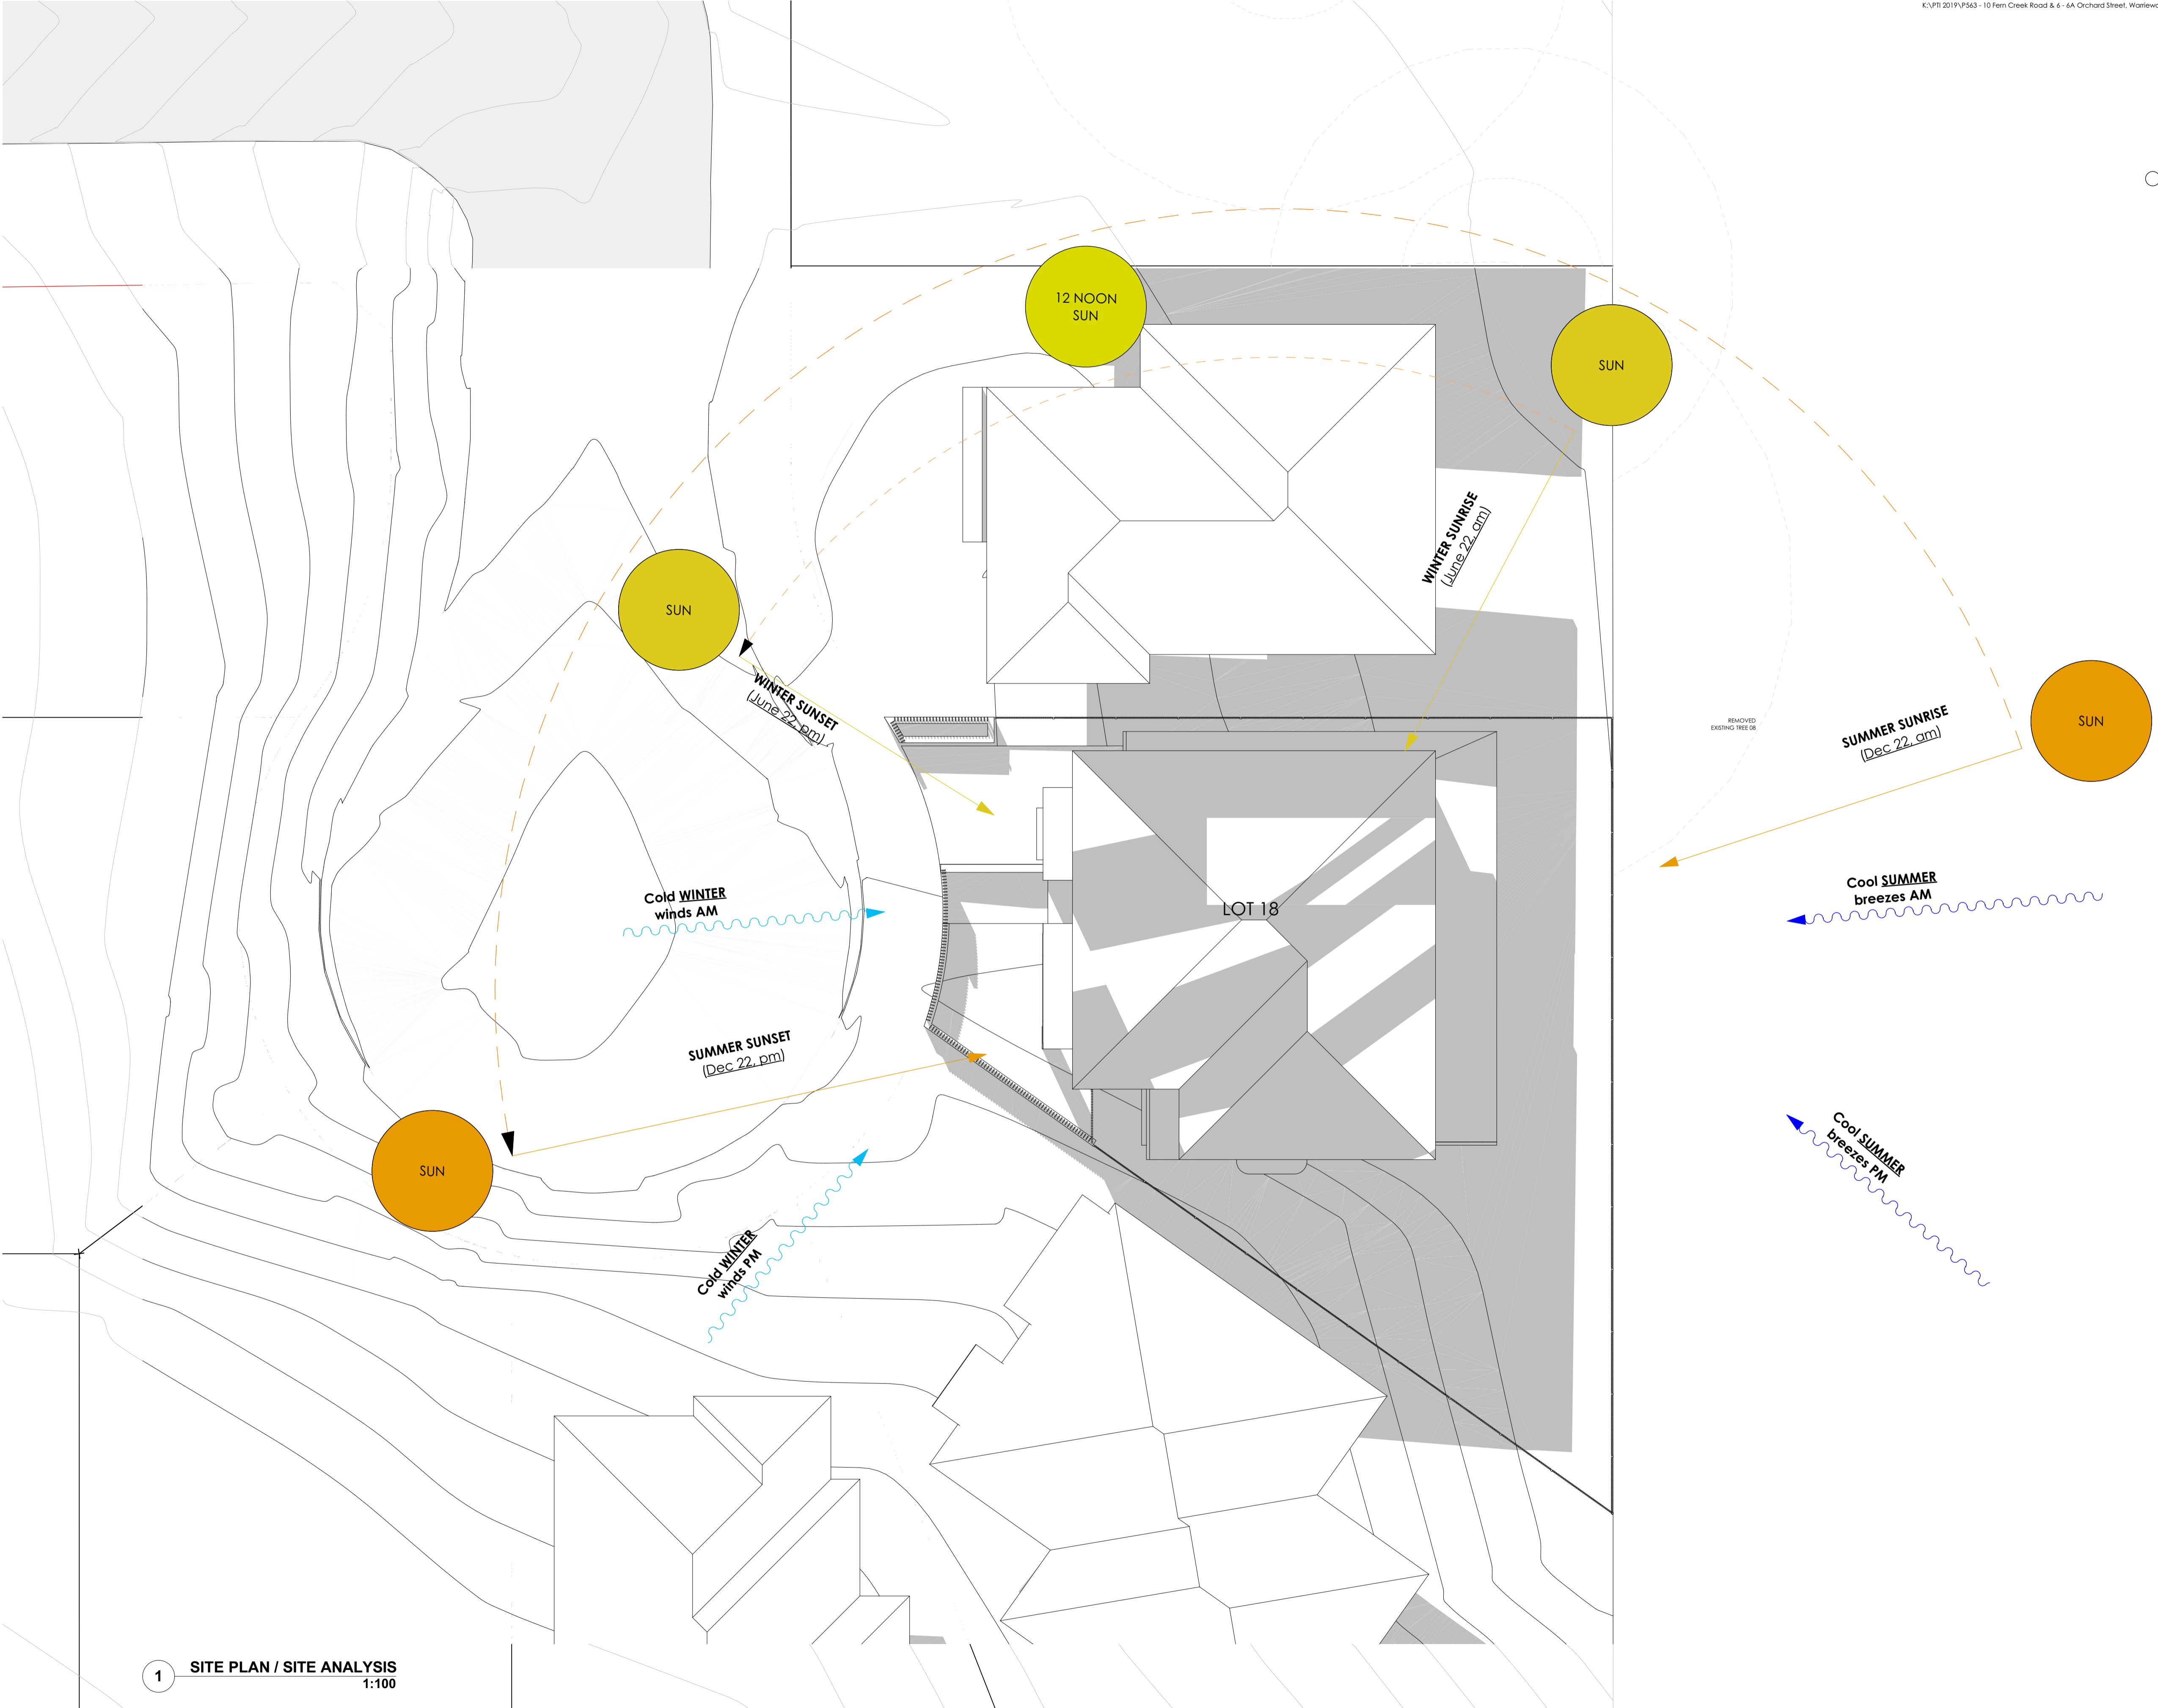 K:\PTI 2019\P563 - 10 Fern Creek Road & 6 - 6A Orchard Street, Warriewo
12 NOON
SUN
SUN
SUN
WINTER SUNRISE
(June 22, am)
WINTER SUNSET
(June 22, pm)
REMOVED
EXISTING TREE 08
SUMMER SUNRISE
(Dec 22, am)
SUN
Cold WINTER
winds AM
Cool SUMMER
breezes AM
LOT 18
SUMMER SUNSET
(Dec 22, pm)
SUN
Cool SUMMER
breezes PM
Cold WINTER
winds PM
1
SITE PLAN / SITE ANALYSIS
1:100